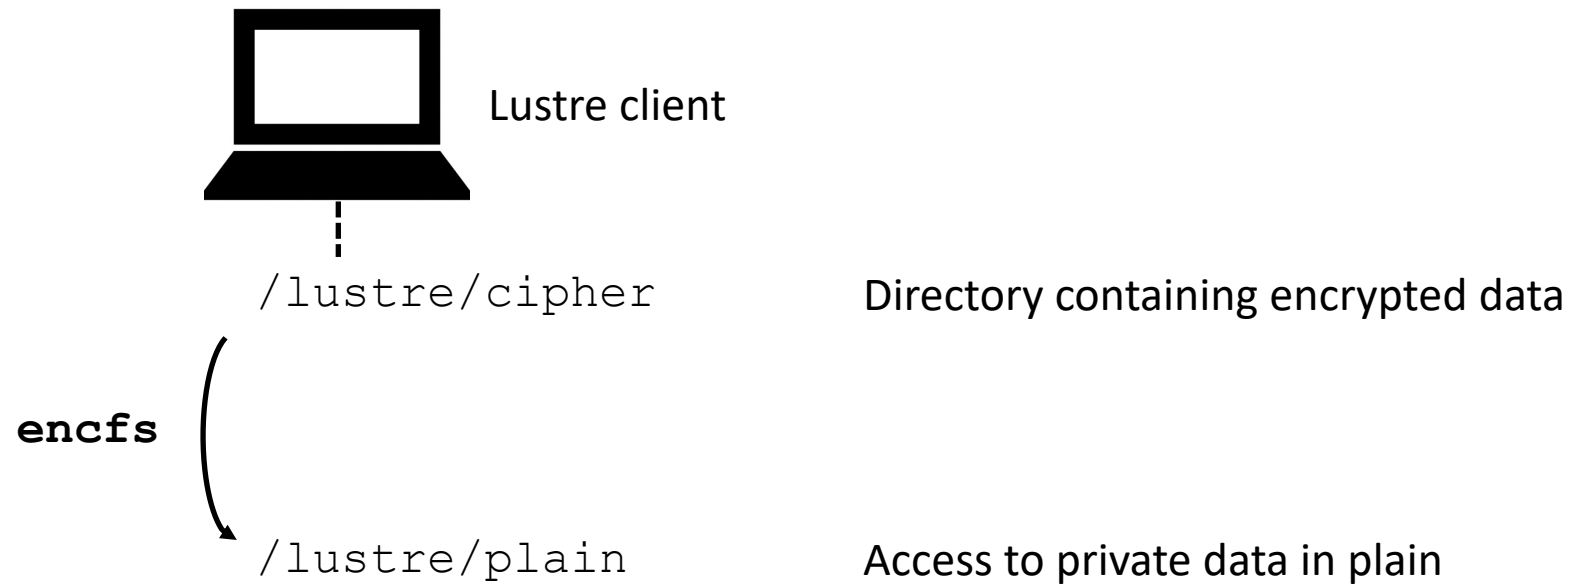 Lustre client
/lustre/cipher
Directory containing encrypted data
encfs
/lustre/plain
Access to private data in plain